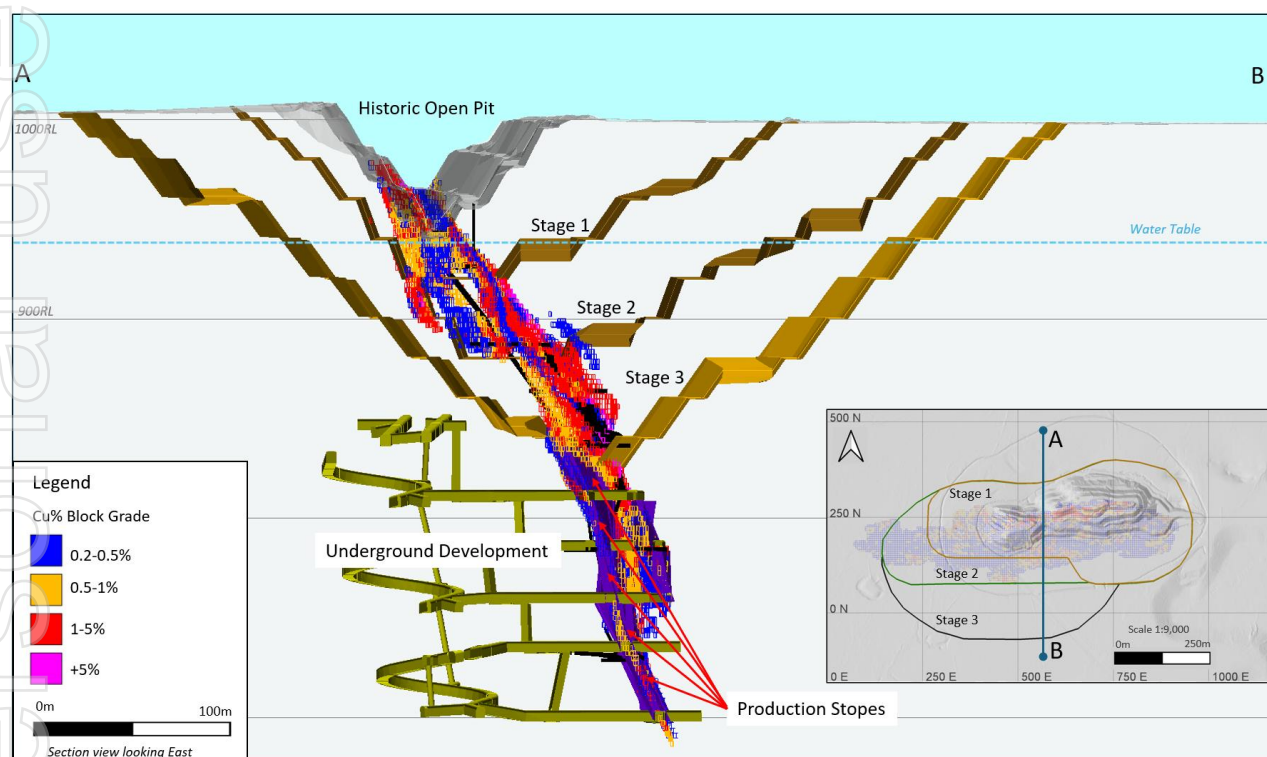 A
B
Historic Open Pit
1000RL
Stage 1
Water Table
Stage 2
900RL
Stage 3
Underground Development
Production Stopes
Legend
Cu% Block Grade
0.2-0.5%
0.5-1%
1-5%
+5%
0m 100m
Section view looking East
500 N
A
Stage 1
250 N
Stage 2
0 N
Stage 3
Scale 1:9,000
0m 250m
B
0 E 250 E 500 E 750 E 1000 E